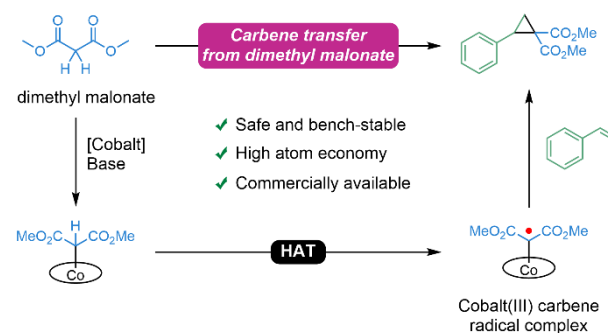 Carbene transfer
from dimethyl malonate
O O
O O
H H
dimethyl malonate
CO₂Me
CO₂Me
[Cobalt]
Base
✓ Safe and bench-stable
✓ High atom economy
✓ Commercially available
H
MeO₂C CO₂Me
Co
HAT
MeO₂C CO₂Me
Co
Cobalt(III) carbene
radical complex